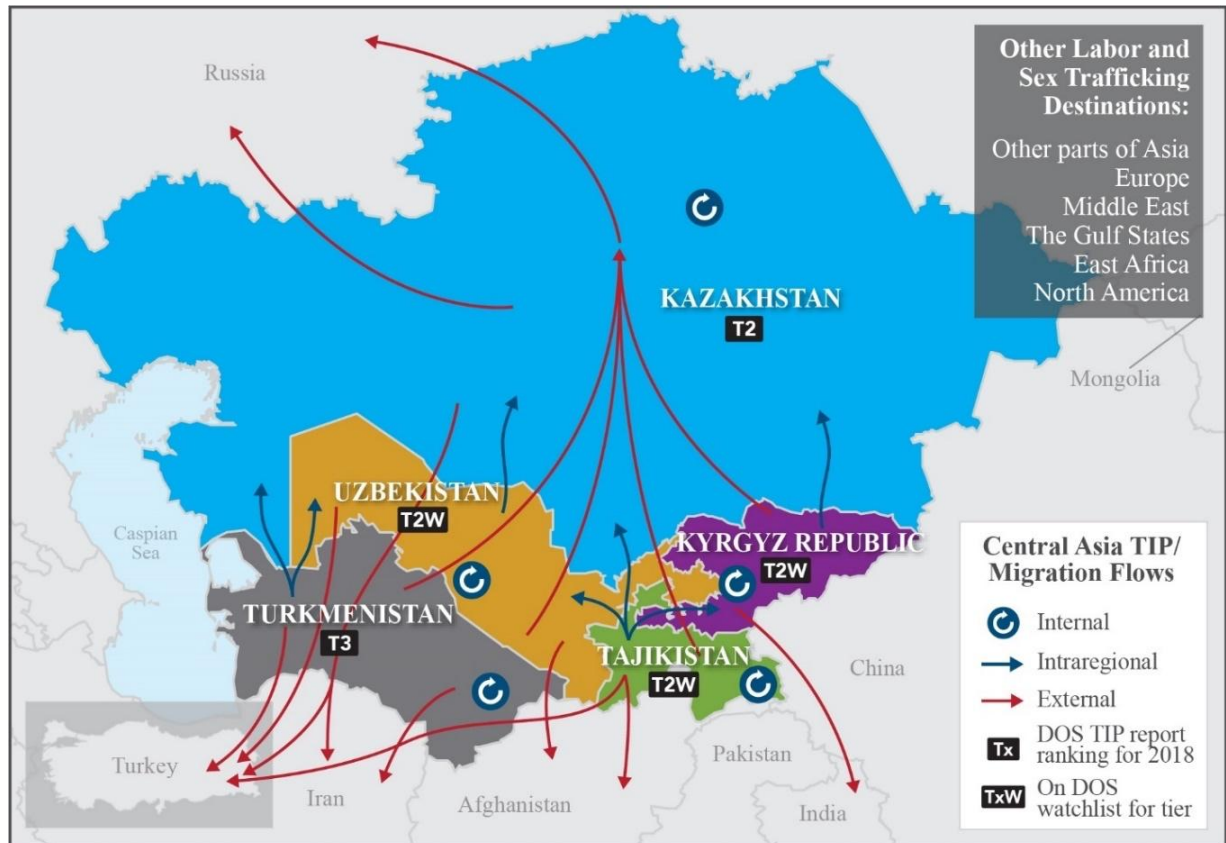 Russia
Other Labor and
Sex Trafficking
Destinations:
Other parts of Asia
Europe
Middle East
The Gulf States
East Africa
North America
KAZAKHSTAN
T2
Mongolia
UZBEKISTAN
T2W
Caspian
Sea
KYRGYZ REPUBLIC
T2W
TURKMENISTAN
T3
TAJIKISTAN
T2W
China
Turkey
Iran
Afghanistan
Pakistan
India
Central Asia TIP/
Migration Flows
Internal
Intraregional
External
Tx
DOS TIP report
ranking for 2018
TxW
On DOS
watchlist for tier